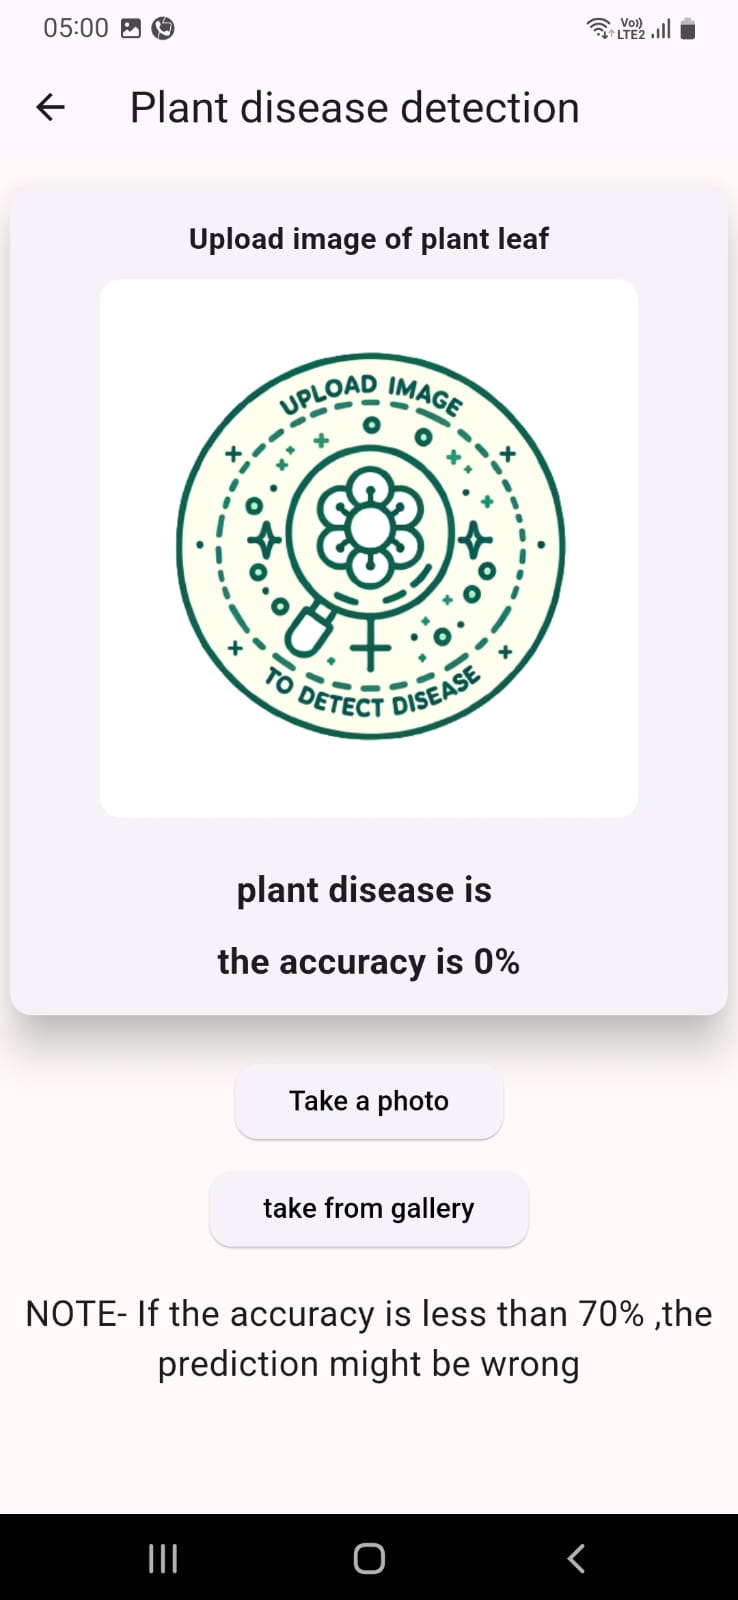 05:00
Vo))
LTE2
Plant disease detection
Upload image of plant leaf
UPLOAD IMAGE
TO DETECT DISEASE
plant disease is
the accuracy is 0%
Take a photo
take from gallery
NOTE- If the accuracy is less than 70% ,the
prediction might be wrong